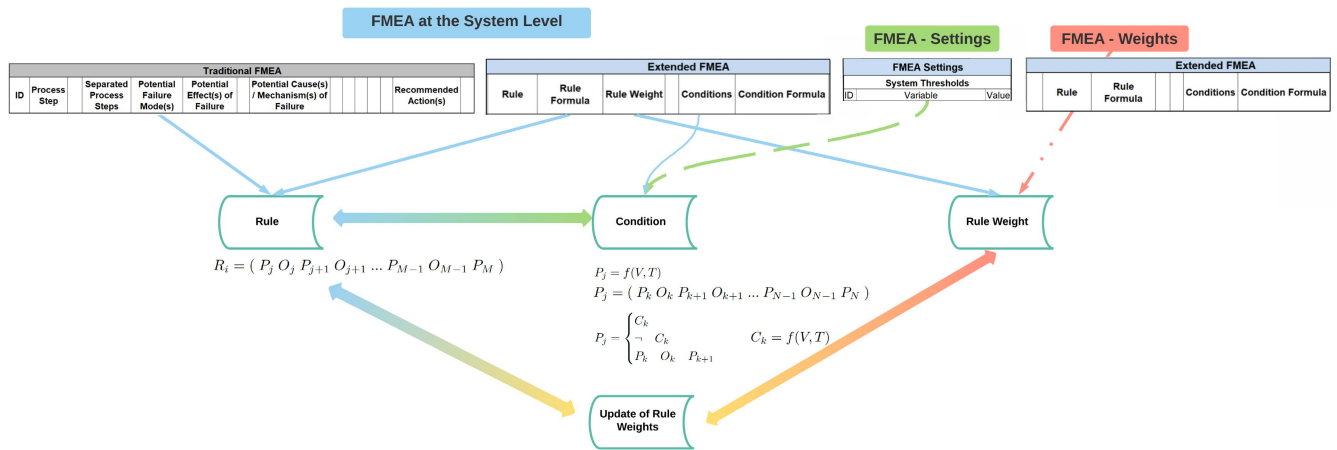 FMEA at the System Level
FMEA - Settings
FMEA - Weights
Traditional FMEA
ID
Process Step
Separated Process Steps
Potential Failure Mode(s)
Potential Effect(s) of Failure
Potential Cause(s) / Mechanism(s) of Failure
Recommended Action(s)
Extended FMEA
Rule
Rule Formula
Rule Weight
Conditions
Condition Formula
FMEA Settings
System Thresholds
ID
Variable
Value
Extended FMEA
Rule
Rule Formula
Conditions
Condition Formula
Rule
Condition
Rule Weight
R_i = ( P_j O_j P_{j+1} O_{j+1} ... P_{M−1} O_{M−1} P_M )
P_j = f(V,T)
P_j = ( P_k O_k P_{k+1} O_{k+1} ... P_{N−1} O_{N−1} P_N )
P_j = { C_k
¬ C_k
P_k O_k P_{k+1}
C_k = f(V,T)
Update of Rule
Weights